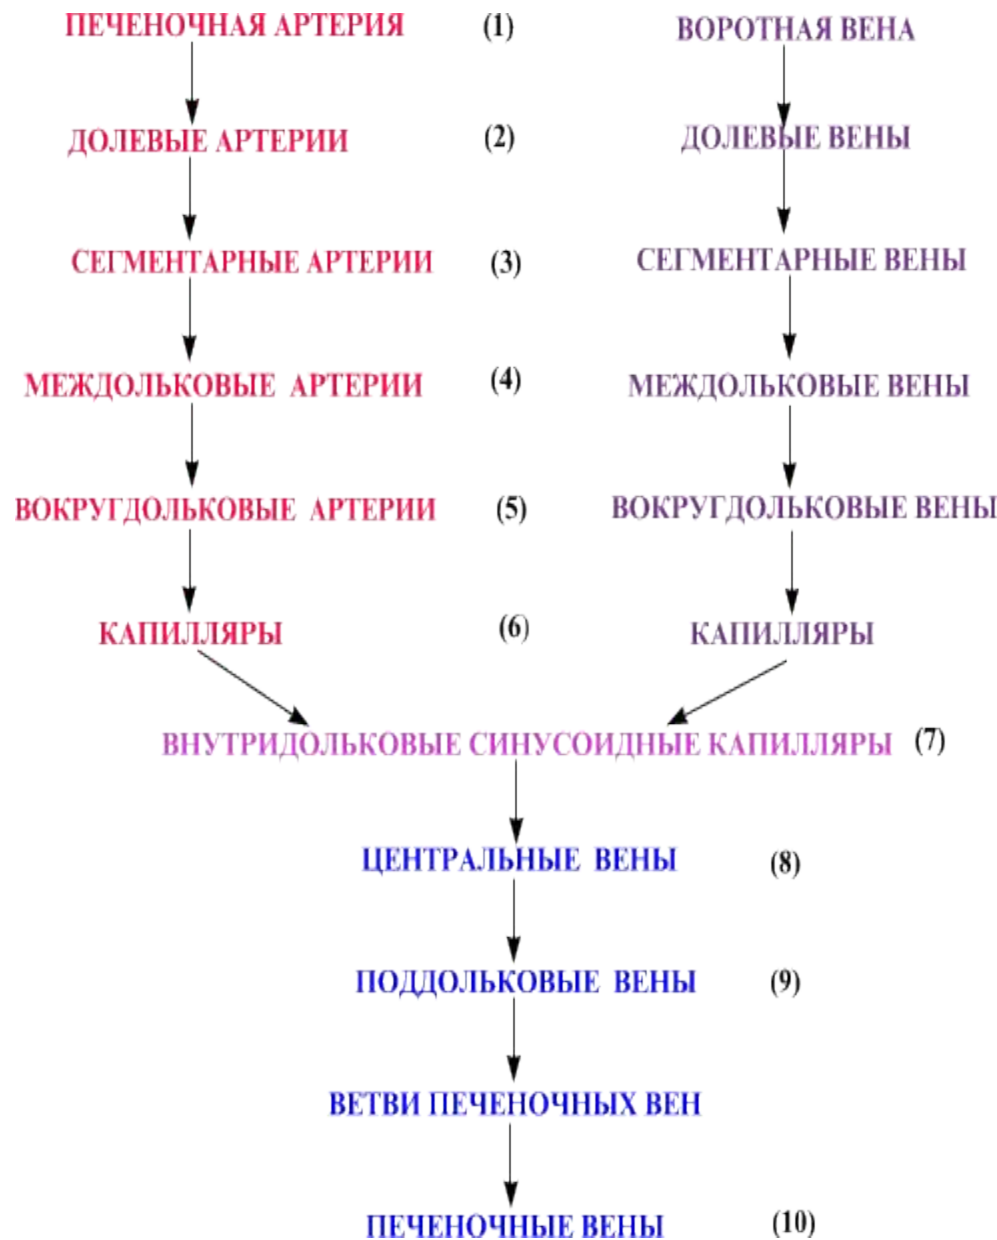 ПЕЧЕНОЧНАЯ АРТЕРИЯ (1) ВОРОТНАЯ ВЕНА
ДОЛЕВЫЕ АРТЕРИИ (2) ДОЛЕВЫЕ ВЕНЫ
СЕГМЕНТАРНЫЕ АРТЕРИИ (3) СЕГМЕНТАРНЫЕ ВЕНЫ
МЕЖДОЛЬКОВЫЕ АРТЕРИИ (4) МЕЖДОЛЬКОВЫЕ ВЕНЫ
ВОКРУГДОЛЬКОВЫЕ АРТЕРИИ (5) ВОКРУГДОЛЬКОВЫЕ ВЕНЫ
КАПИЛЛЯРЫ (6) КАПИЛЛЯРЫ
ВНУТРИДОЛЬКОВЫЕ СИНУСОИДНЫЕ КАПИЛЛЯРЫ (7)
ЦЕНТРАЛЬНЫЕ ВЕНЫ (8)
ПОДДОЛЬКОВЫЕ ВЕНЫ (9)
ВЕТВИ ПЕЧЕНОЧНЫХ ВЕН
ПЕЧЕНОЧНЫЕ ВЕНЫ (10)